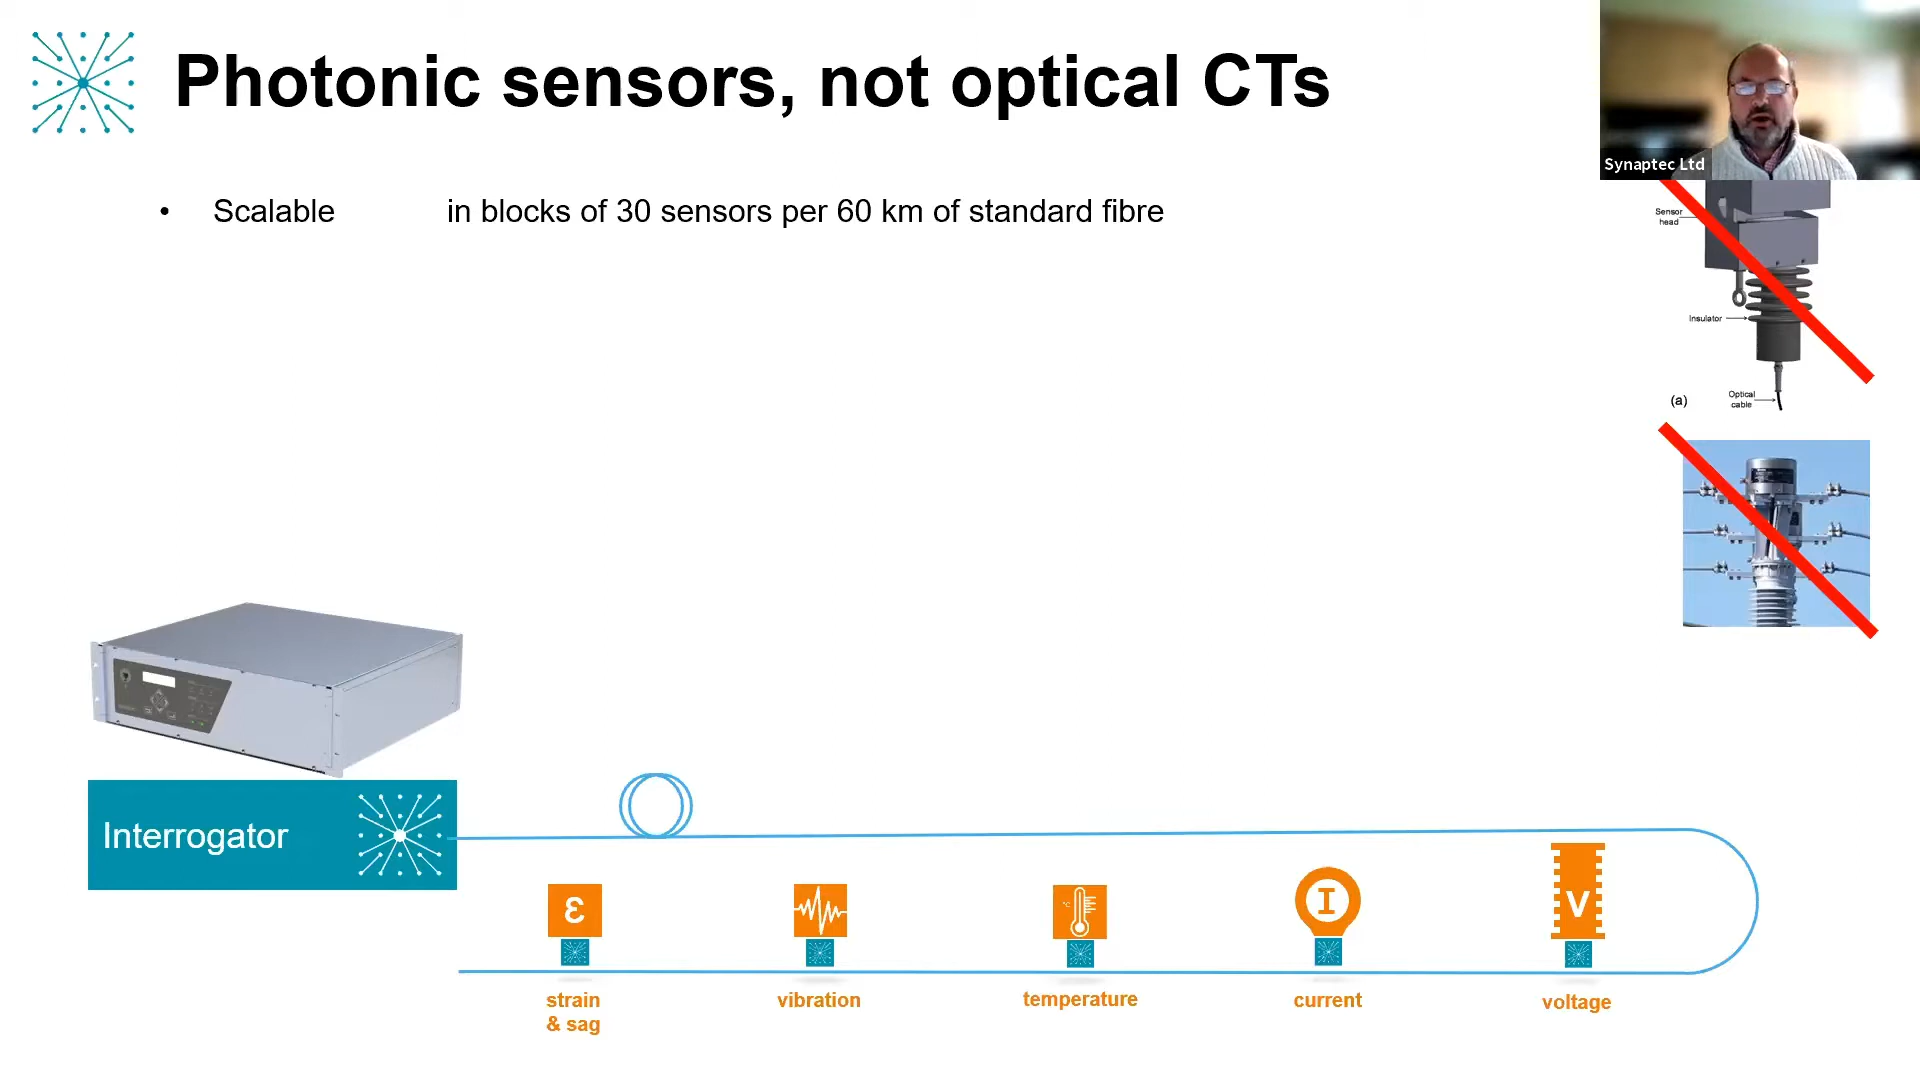 Photonic sensors, not optical CTs
Synaptec Ltd
• Scalable in blocks of 30 sensors per 60 km of standard fibre
Sensor
head
Insulator
Optical
cable
(a)
Interrogator
ε
°C
I
V
strain
& sag
vibration
temperature
current
voltage